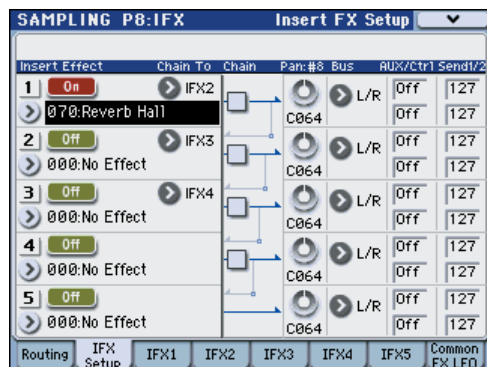 SAMPLING P8:IFX Insert FX Setup
Insert Effect Chain To Chain Pan:#8 Bus AUX/Ctrl Send1/2
1 On IFX2 L/R Off 127
070:Reverb Hall C064 Off 127
2 Off IFX3 L/R Off 127
000:No Effect C064 Off 127
3 Off IFX4 L/R Off 127
000:No Effect C064 Off 127
4 Off L/R Off 127
000:No Effect C064 Off 127
5 Off L/R Off 127
000:No Effect C064 Off 127
Routing IFX Setup IFX1 IFX2 IFX3 IFX4 IFX5 Common FX LFO